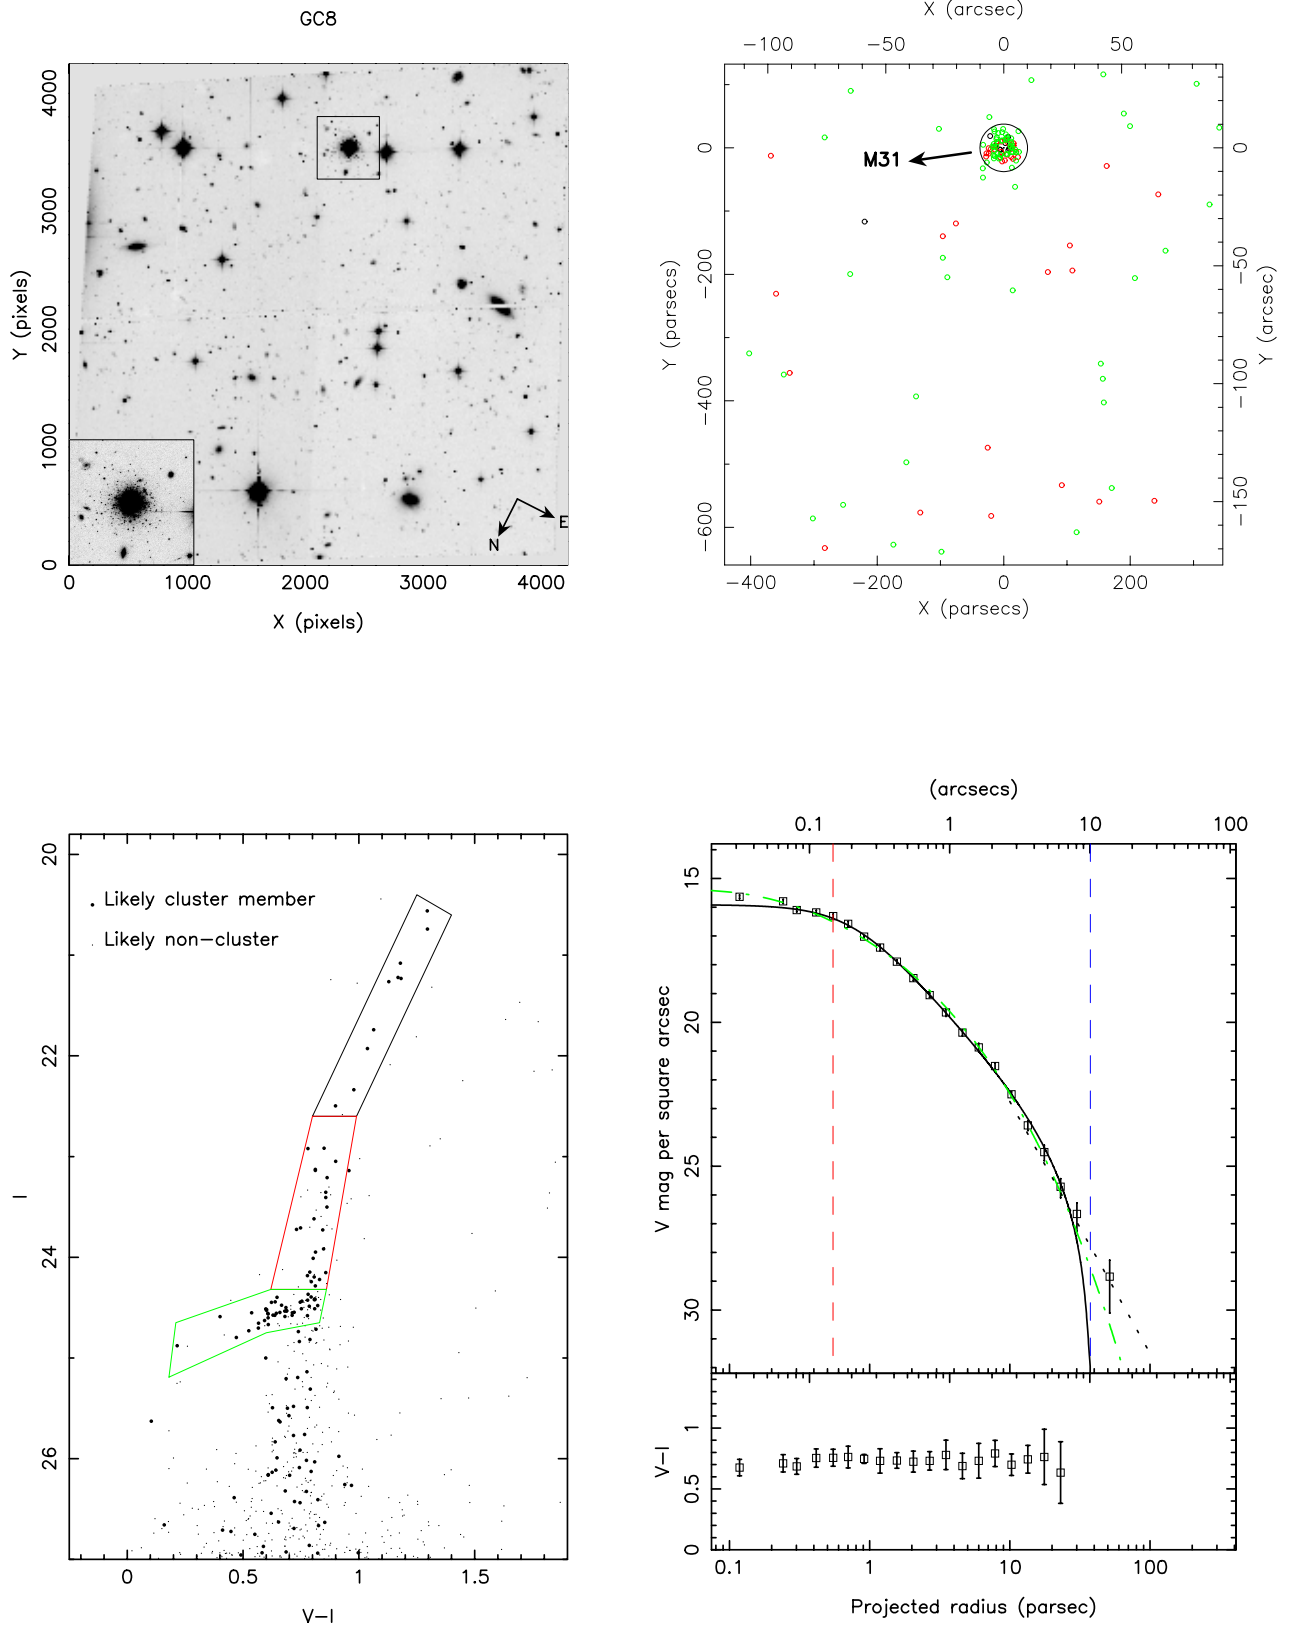 GC8
4000
3000
2000
1000
0
Y (pixels)
0 1000 2000 3000 4000
X (pixels)
N
E
X (arcsec)
−100 −50 0 50
M31
0
−200
−400
−600
Y (parsecs)
0
−50
−100
−150
Y (arcsec)
−400 −200 0 200
X (parsecs)
20
22
24
26
I
Likely cluster member
Likely non−cluster
0 0.5 1 1.5
V−I
(arcsecs)
0.1 1 10 100
15
20
25
30
V mag per square arcsec
1
0.5
0
V−I
0.1 1 10 100
Projected radius (parsec)